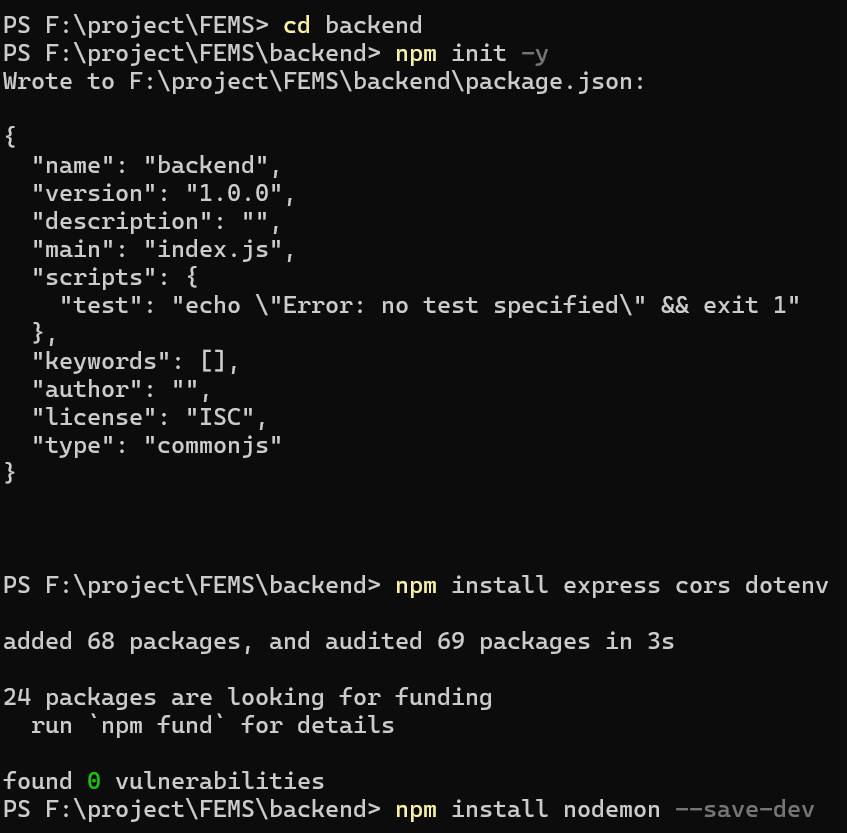 PS F:\project\FEMS> cd backend
PS F:\project\FEMS\backend> npm init -y
Wrote to F:\project\FEMS\backend\package.json:

{
  "name": "backend",
  "version": "1.0.0",
  "description": "",
  "main": "index.js",
  "scripts": {
    "test": "echo \"Error: no test specified\" && exit 1"
  },
  "keywords": [],
  "author": "",
  "license": "ISC",
  "type": "commonjs"
}

PS F:\project\FEMS\backend> npm install express cors dotenv

added 68 packages, and audited 69 packages in 3s

24 packages are looking for funding
  run `npm fund` for details

found 0 vulnerabilities
PS F:\project\FEMS\backend> npm install nodemon --save-dev